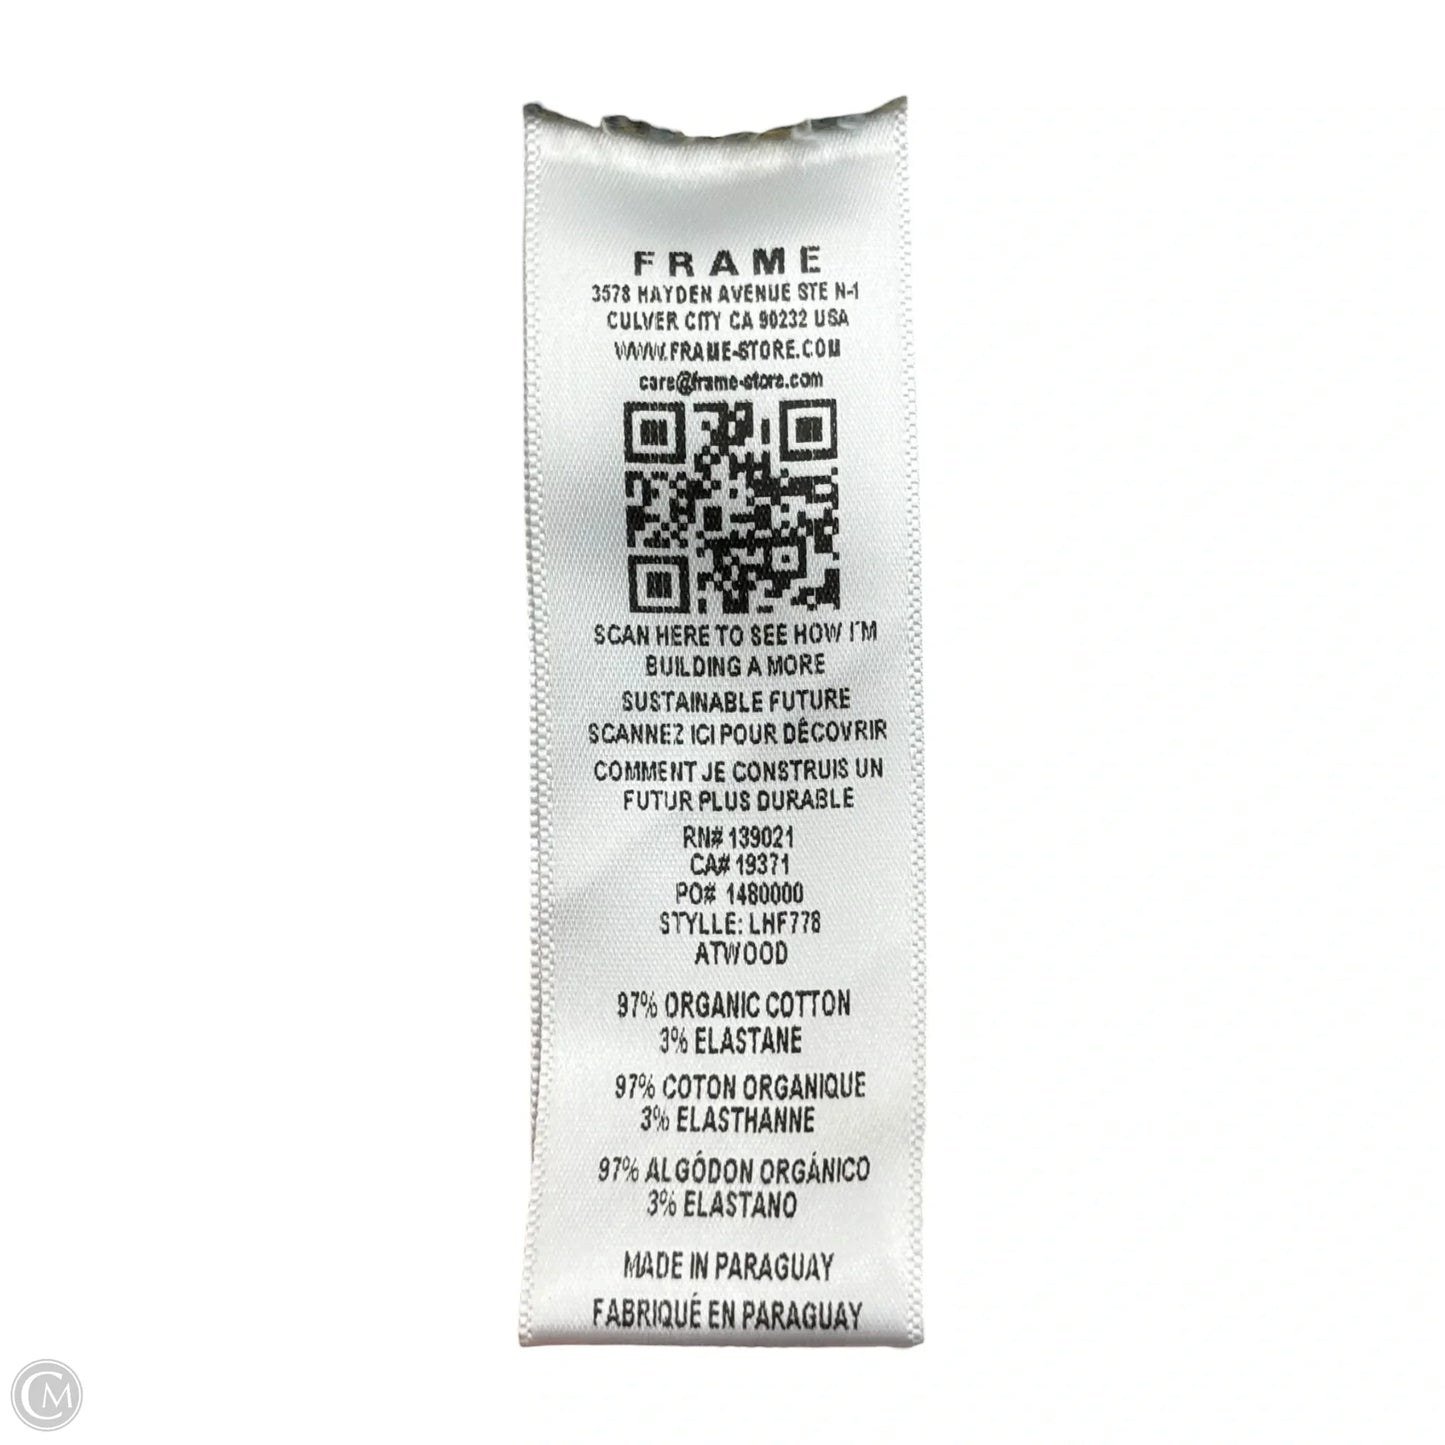 FRAME
3578 HAYDEN AVENUE STE N-1
CULVER CITY CA 90232 USA
WWW.FRAME-STORE.COM
care@frame-store.com
SCAN HERE TO SEE HOW I'M
BUILDING A MORE
SUSTAINABLE FUTURE
SCANNEZ ICI POUR DÉCOVRIR
COMMENT JE CONSTRUIS UN
FUTUR PLUS DURABLE
RN# 139021
CA# 19371
PO# 1480000
STYLLE: LHF778
ATWOOD
97% ORGANIC COTTON
3% ELASTANE
97% COTON ORGANIQUE
3% ELASTHANNE
97% ALGÓDON ORGÁNICO
3% ELASTANO
MADE IN PARAGUAY
FABRIQUÉ EN PARAGUAY
CM